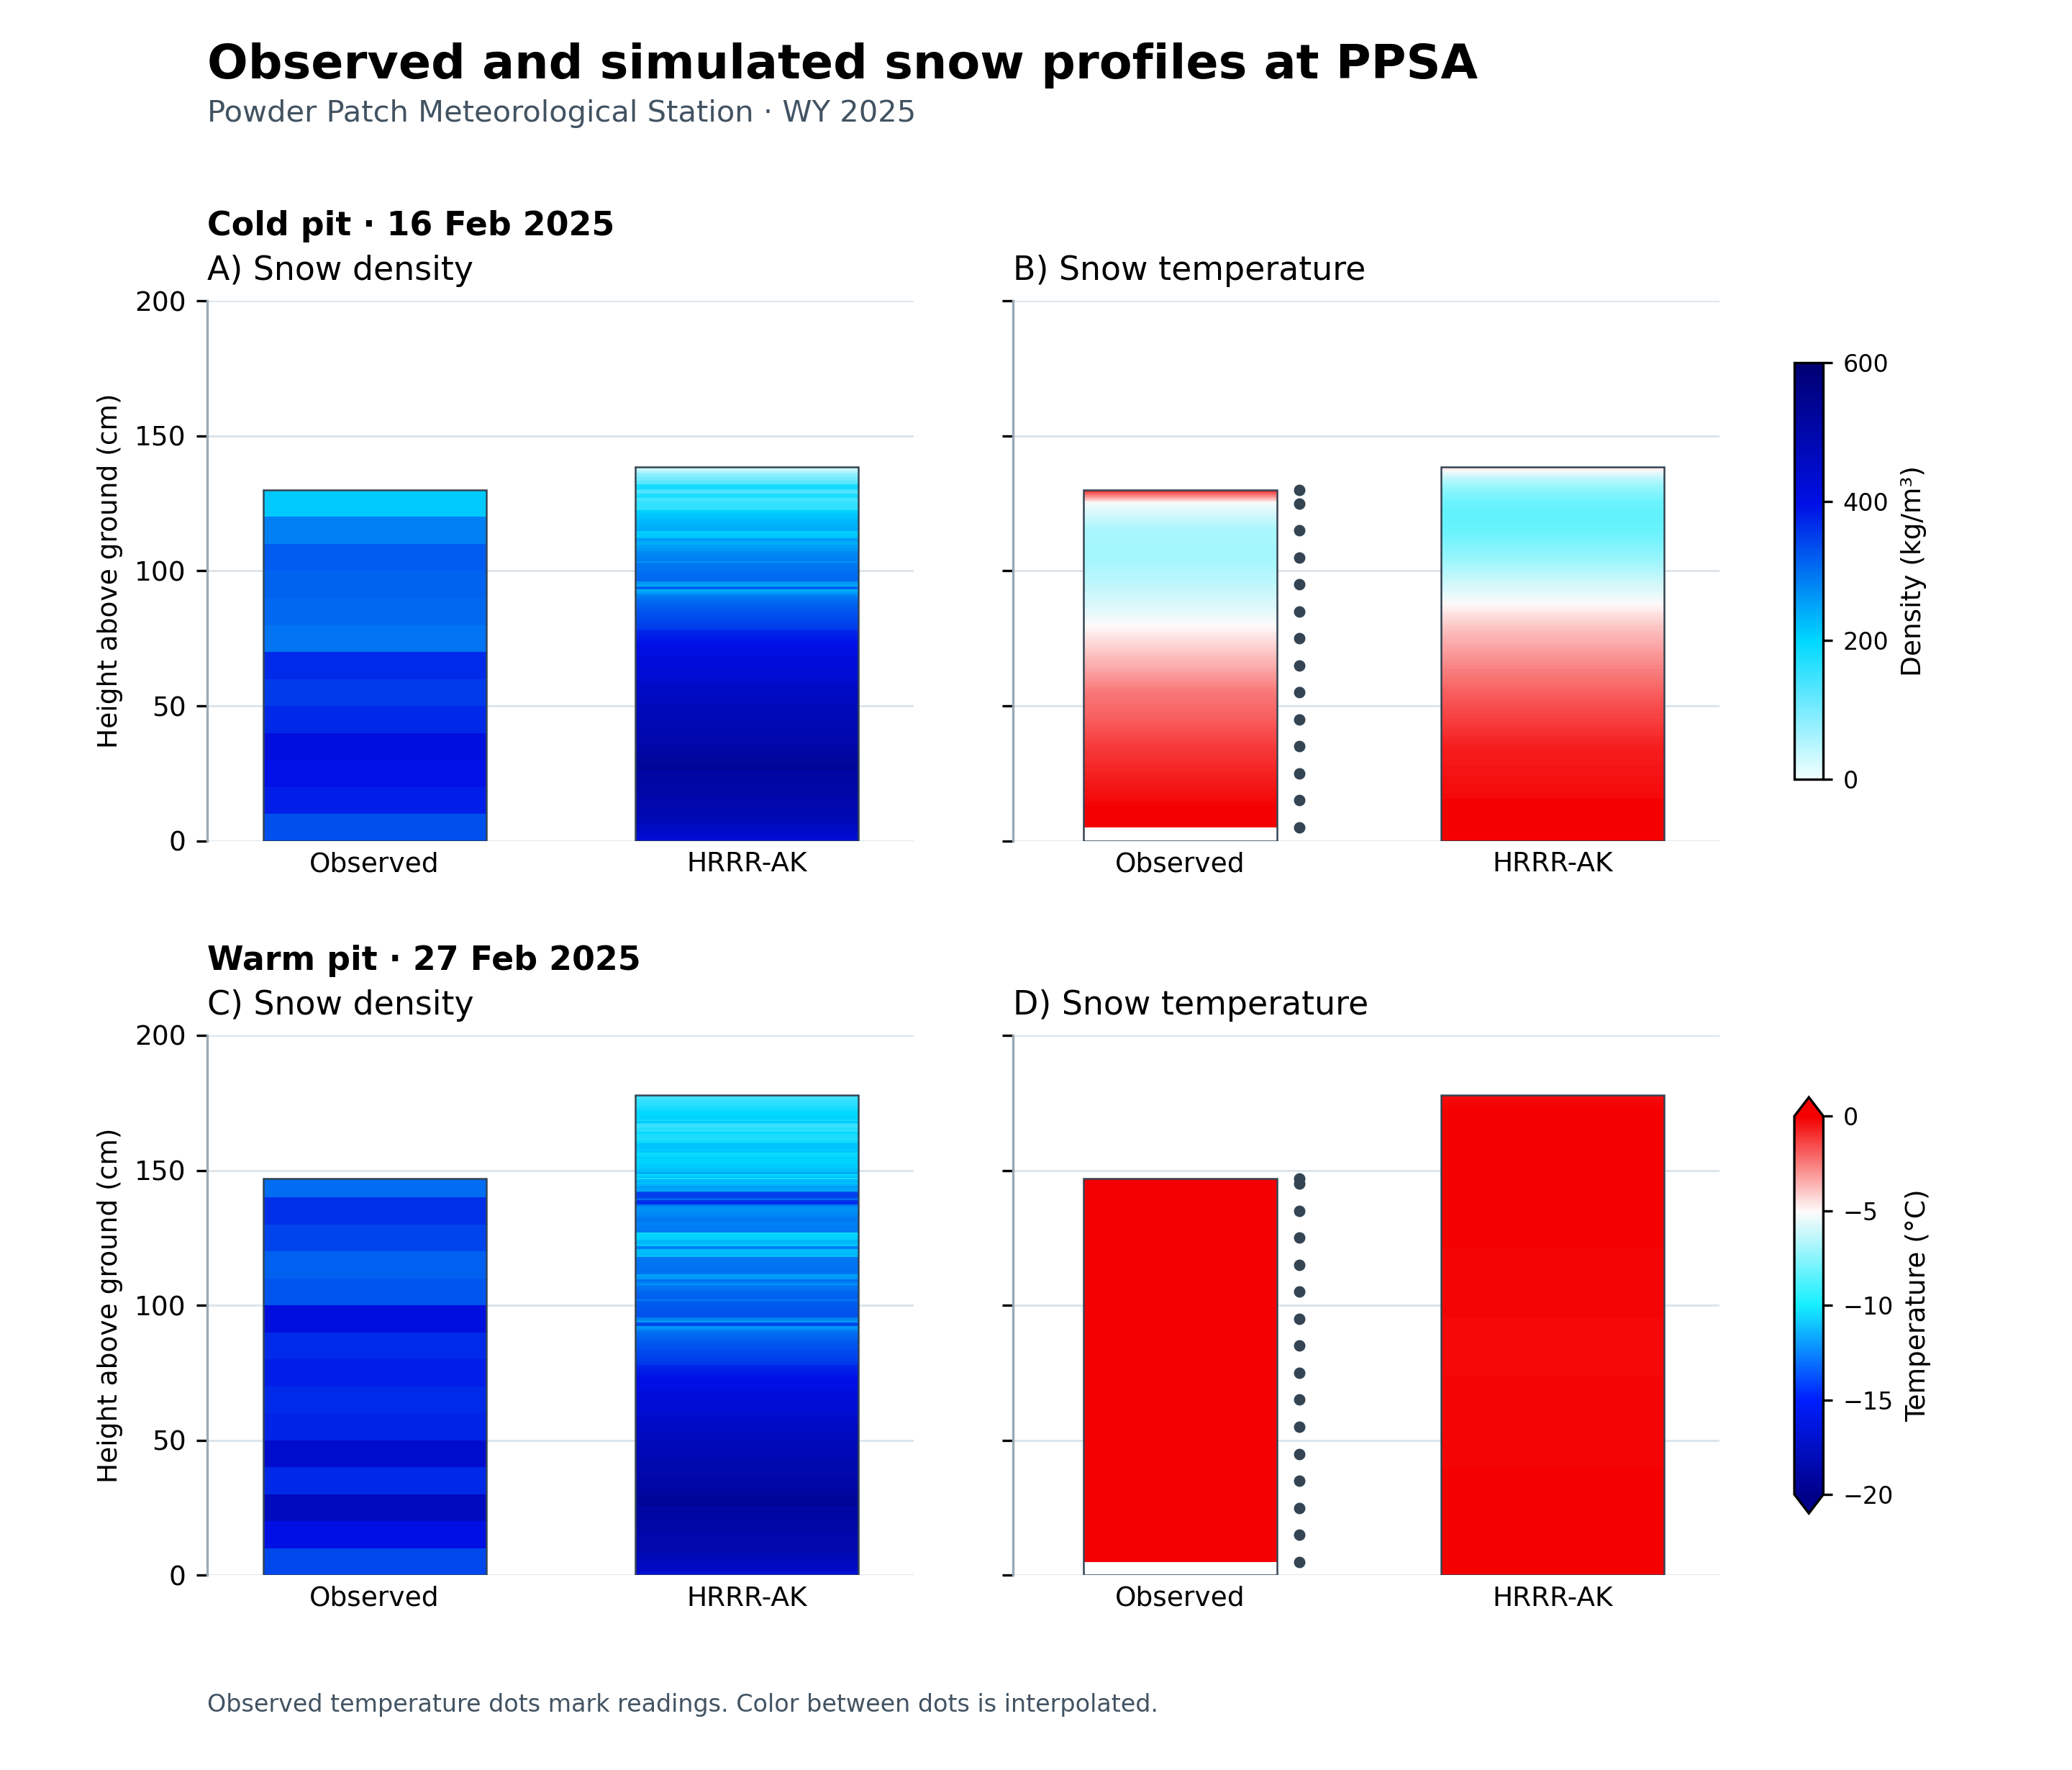 Observed and simulated snow profiles at PPSA
Powder Patch Meteorological Station · WY 2025
Cold pit · 16 Feb 2025
A) Snow density
B) Snow temperature
Height above ground (cm)
200
150
100
50
0
Observed
HRRR-AK
Observed
HRRR-AK
600
400
200
0
Density (kg/m³)
Warm pit · 27 Feb 2025
C) Snow density
D) Snow temperature
Height above ground (cm)
200
150
100
50
0
Observed
HRRR-AK
Observed
HRRR-AK
0
−5
−10
−15
−20
Temperature (°C)
Observed temperature dots mark readings. Color between dots is interpolated.